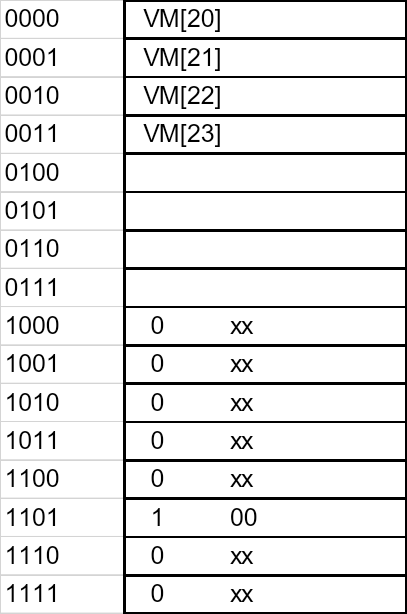 0000 VM[20]
0001 VM[21]
0010 VM[22]
0011 VM[23]
0100
0101
0110
0111
1000 0 xx
1001 0 xx
1010 0 xx
1011 0 xx
1100 0 xx
1101 1 00
1110 0 xx
1111 0 xx